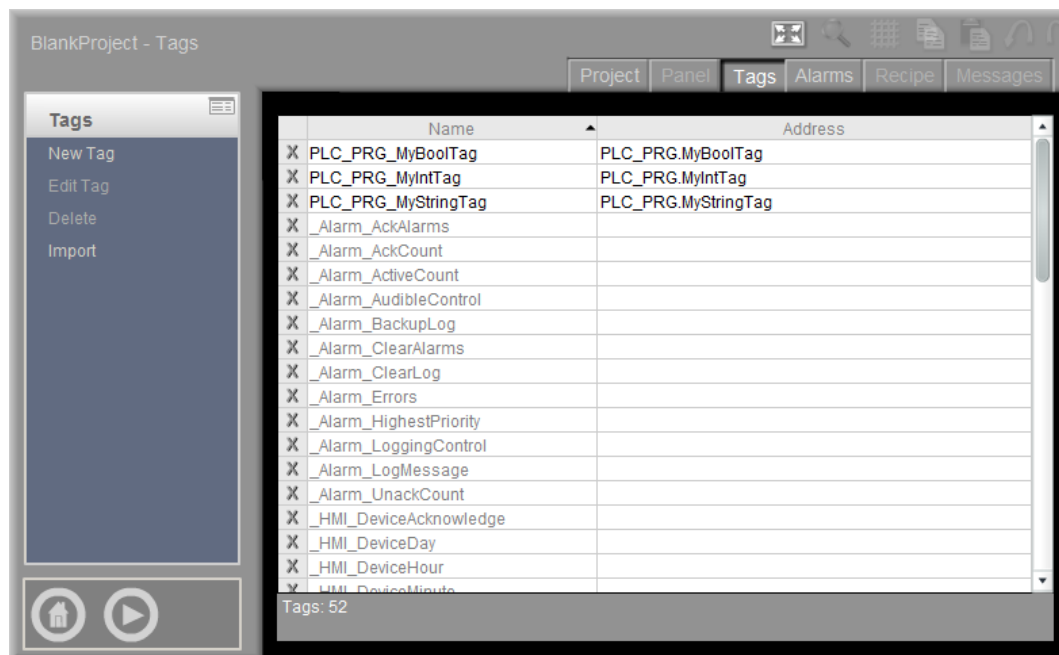 BlankProject - Tags
Project Panel Tags Alarms Recipe Messages
Tags
New Tag
Edit Tag
Delete
Import
Name Address
X PLC_PRG_MyBoolTag PLC_PRG.MyBoolTag
X PLC_PRG_MyIntTag PLC_PRG.MyIntTag
X PLC_PRG_MyStringTag PLC_PRG.MyStringTag
X _Alarm_AckAlarms
X _Alarm_AckCount
X _Alarm_ActiveCount
X _Alarm_AudibleControl
X _Alarm_BackupLog
X _Alarm_ClearAlarms
X _Alarm_ClearLog
X _Alarm_Errors
X _Alarm_HighestPriority
X _Alarm_LoggingControl
X _Alarm_LogMessage
X _Alarm_UnackCount
X _HMI_DeviceAcknowledge
X _HMI_DeviceDay
X _HMI_DeviceHour
X _HMI_DeviceMinute
Tags: 52